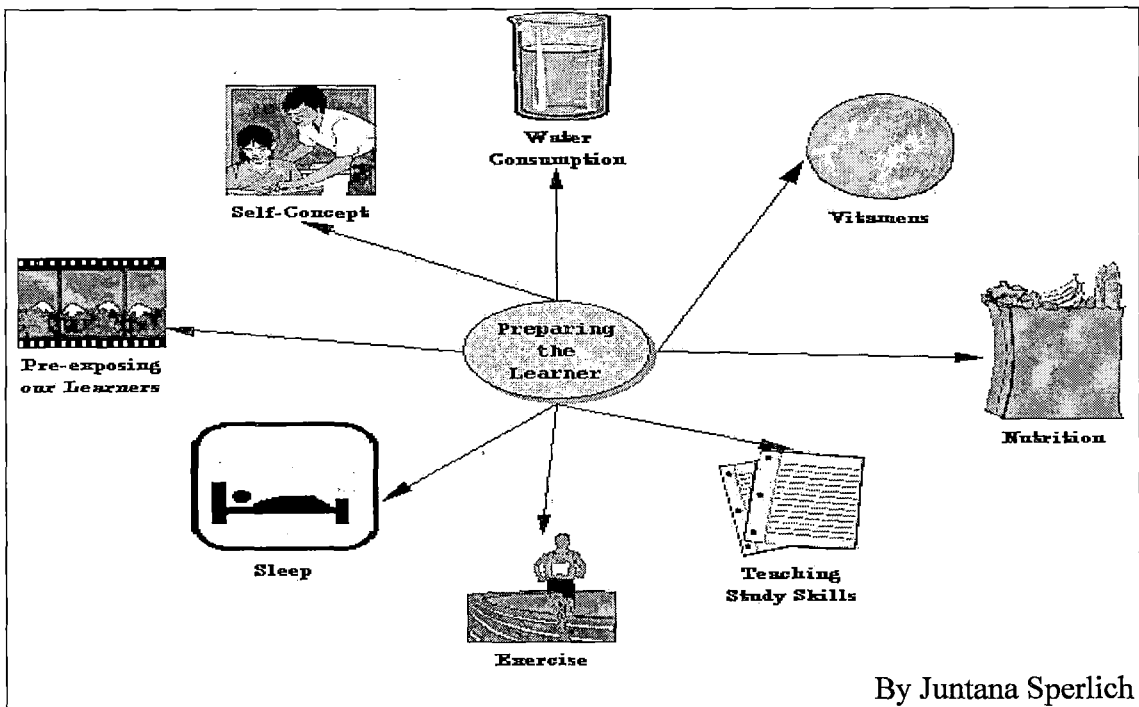 Water
Consumption
Self-Concept
Vitamens
Pre-exposing
our Learners
Preparing
the
Learner
Nutrition
Sleep
Teaching
Study Skills
Exercise
By Juntana Sperlich